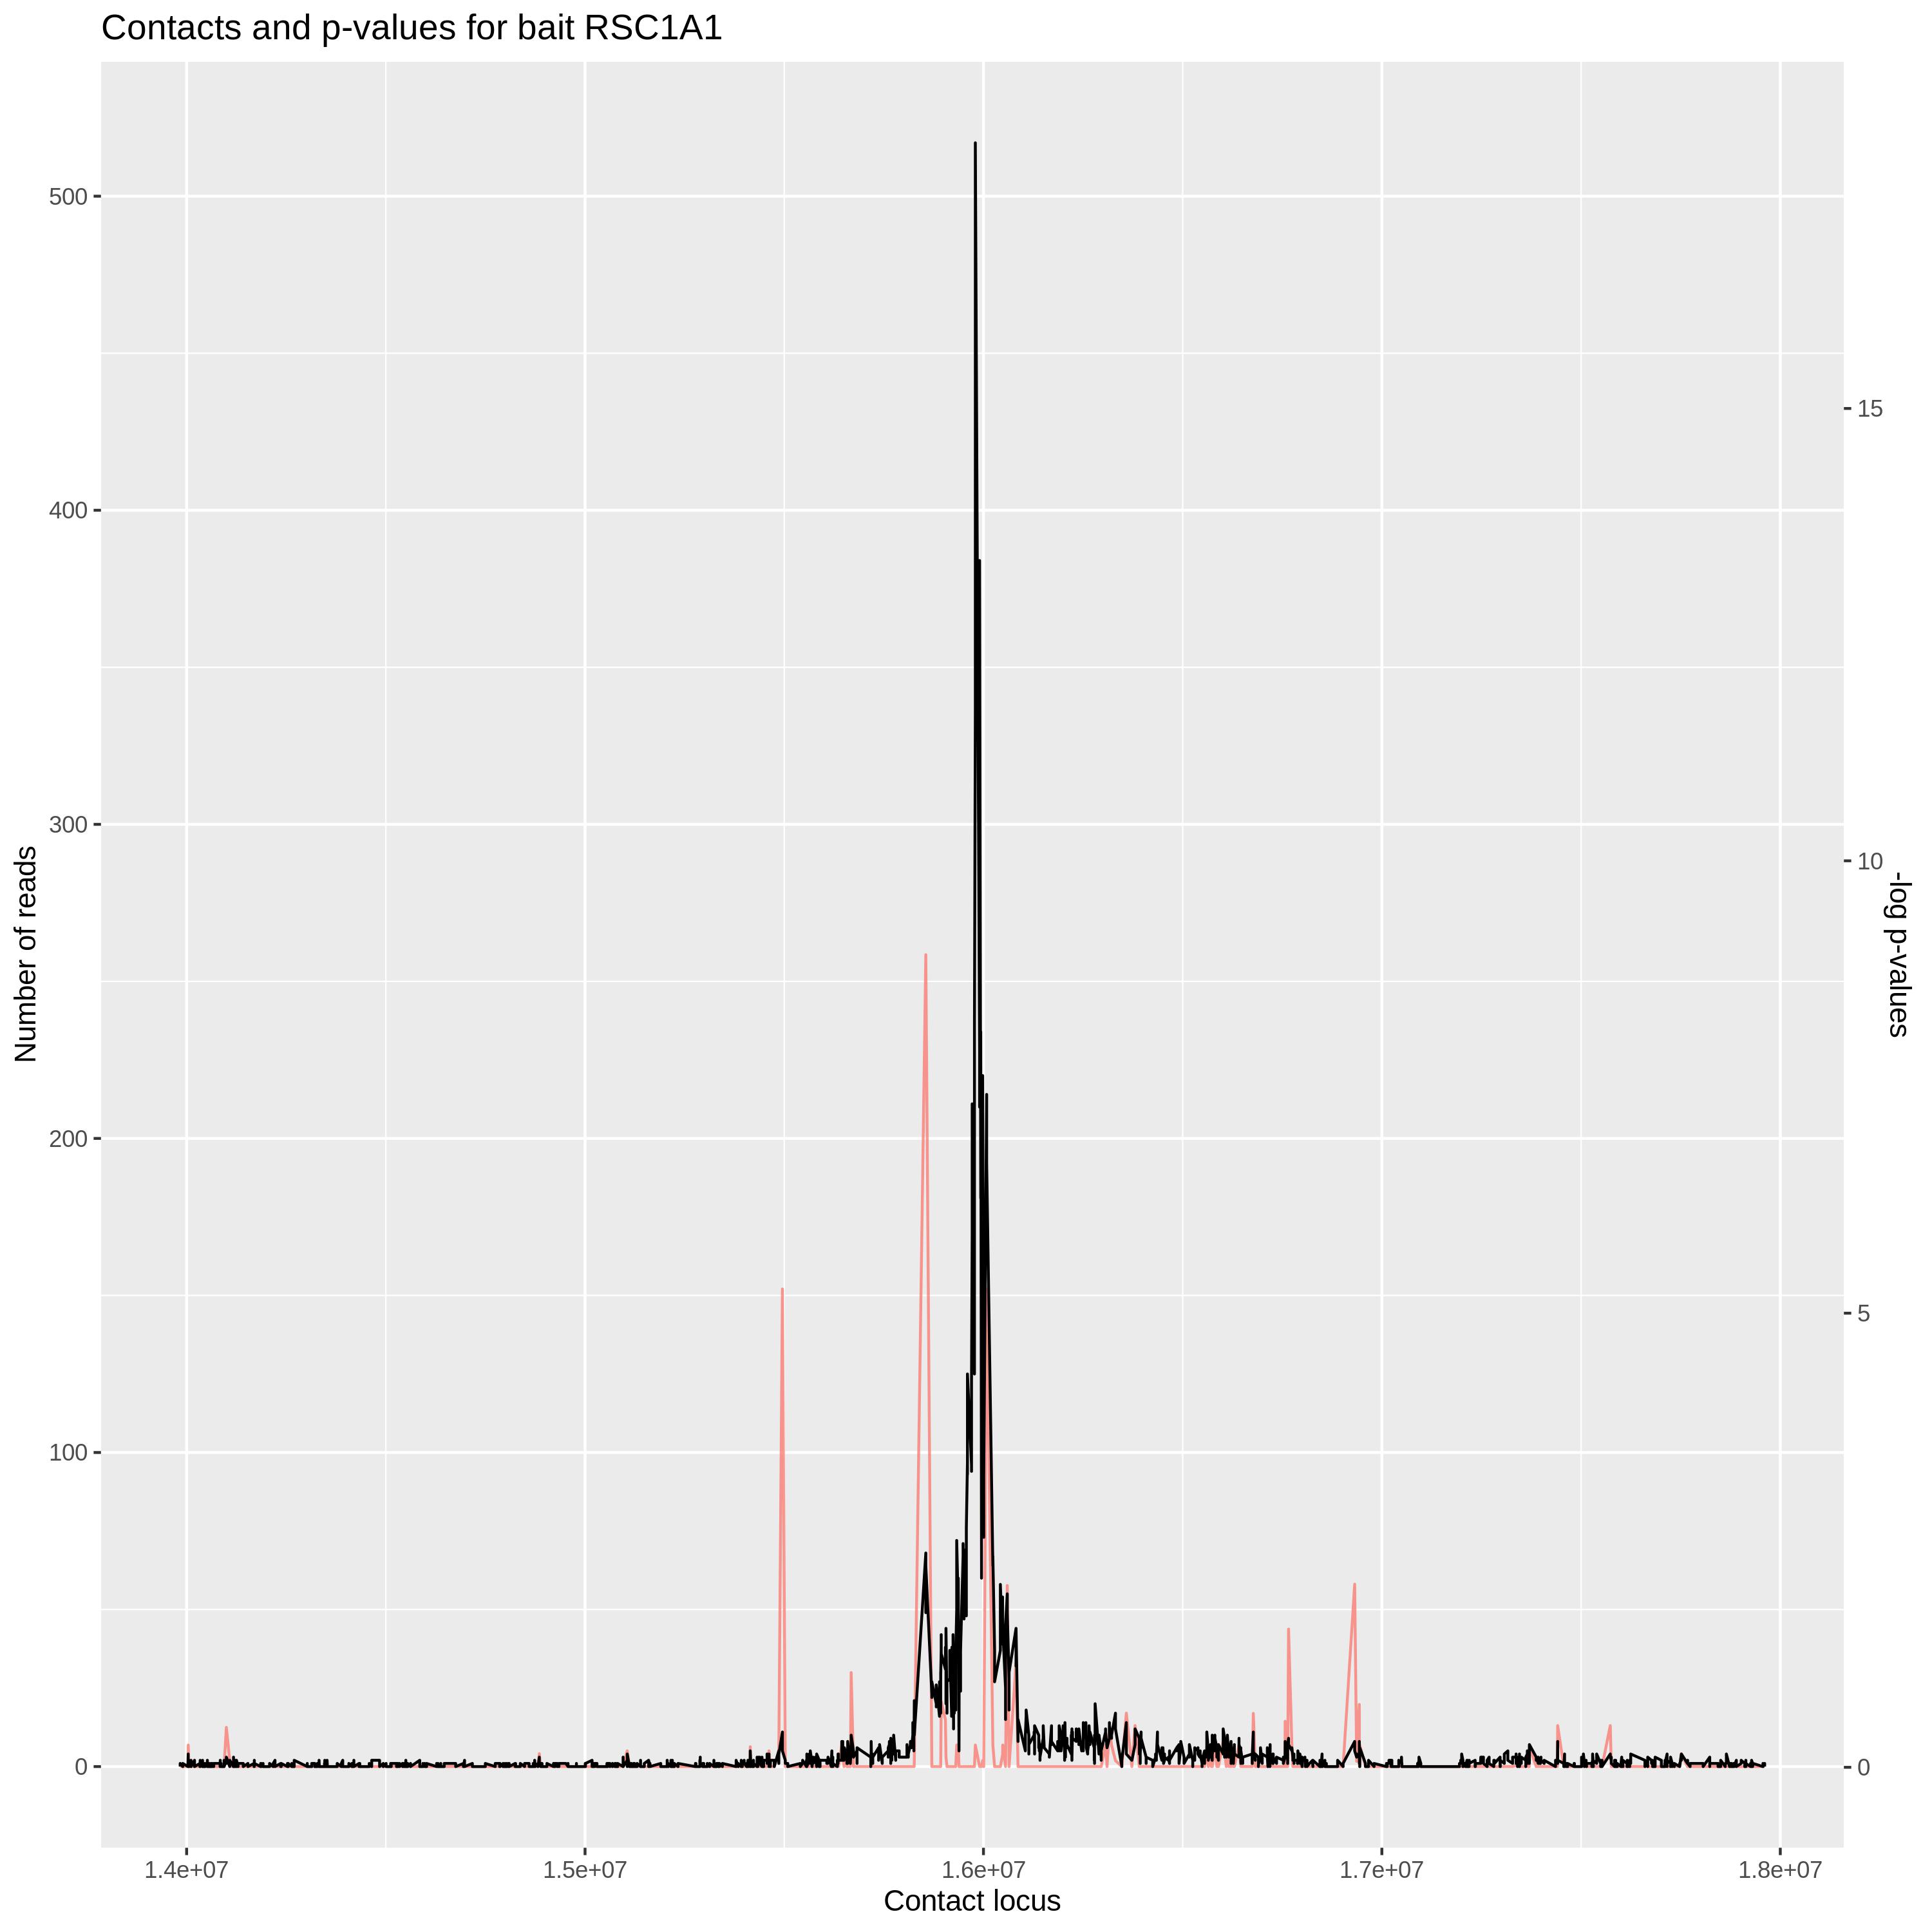 Contacts and p-values for bait RSC1A1
500
400
300
200
100
0
Number of reads
15
10
5
0
-log p-values
1.4e+07
1.5e+07
1.6e+07
1.7e+07
1.8e+07
Contact locus